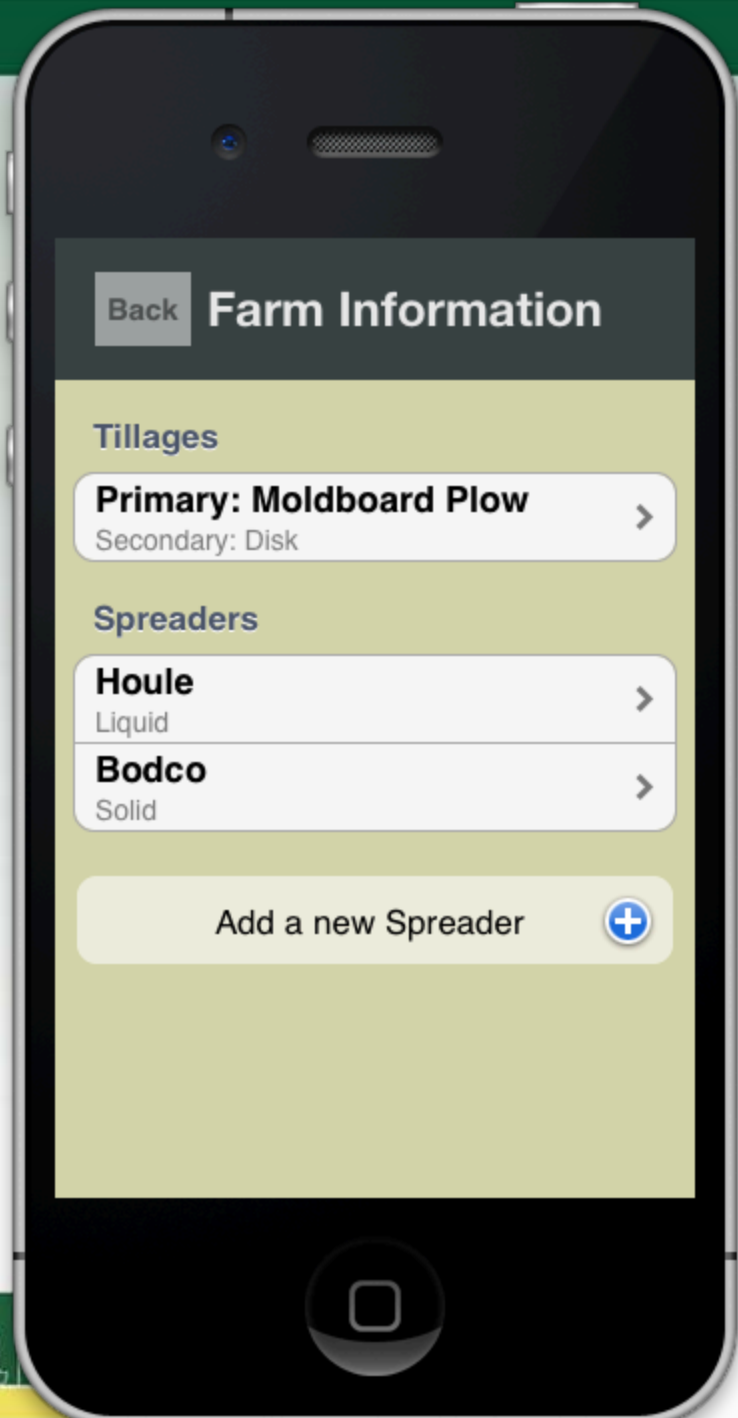 Back
Farm Information
Tillages
Primary: Moldboard Plow
Secondary: Disk
Spreaders
Houle
Liquid
Bodco
Solid
Add a new Spreader